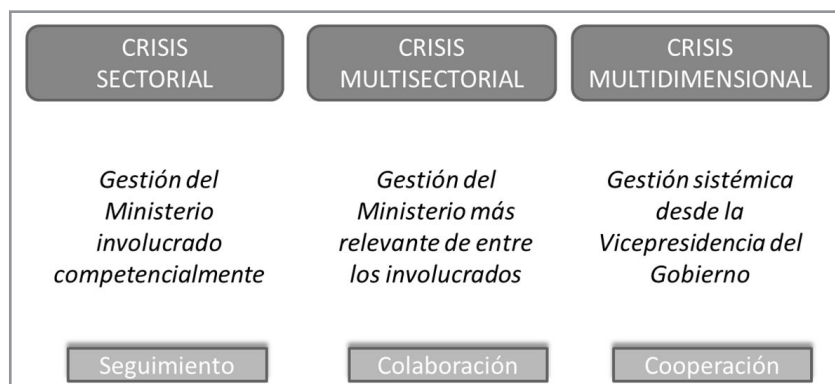 CRISIS
SECTORIAL
CRISIS
MULTISECTORIAL
CRISIS
MULTIDIMENSIONAL
Gestión del
Ministerio
involucrado
competencialmente
Gestión del
Ministerio más
relevante de entre
los involucrados
Gestión sistémica
desde la
Vicepresidencia del
Gobierno
Seguimiento
Colaboración
Cooperación